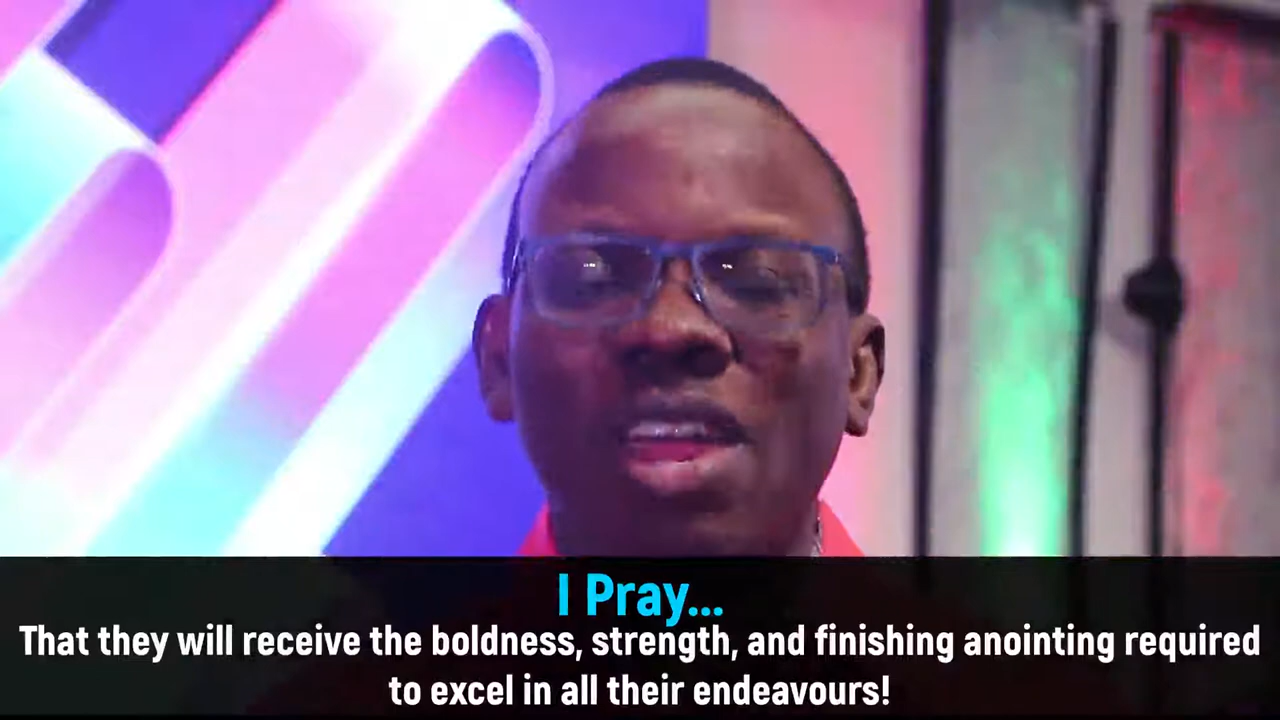 I Pray...
That they will receive the boldness, strength, and finishing anointing required
to excel in all their endeavours!